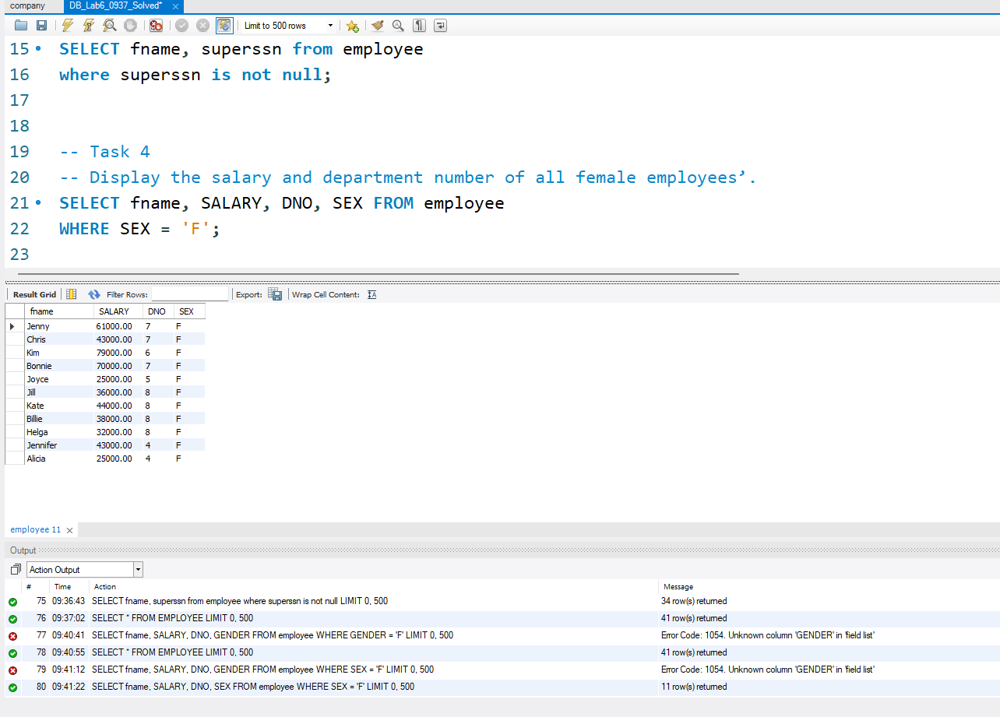 company DB_Lab6_0937_Solved* ×
Limit to 500 rows
15 SELECT fname, superssn from employee
16 where superssn is not null;
17
18
19 -- Task 4
20 -- Display the salary and department number of all female employees’.
21 SELECT fname, SALARY, DNO, SEX FROM employee
22 WHERE SEX = 'F';
23
Result Grid Filter Rows: Export: Wrap Cell Content:
fname SALARY DNO SEX
Jenny 61000.00 7 F
Chris 43000.00 7 F
Kim 79000.00 6 F
Bonnie 70000.00 7 F
Joyce 25000.00 5 F
Jill 36000.00 8 F
Kate 44000.00 8 F
Billie 38000.00 8 F
Helga 32000.00 8 F
Jennifer 43000.00 4 F
Alicia 25000.00 4 F
employee 11 ×
Output
Action Output
# Time Action Message
75 09:36:43 SELECT fname, superssn from employee where superssn is not null LIMIT 0, 500 34 row(s) returned
76 09:37:02 SELECT * FROM EMPLOYEE LIMIT 0, 500 41 row(s) returned
77 09:40:41 SELECT fname, SALARY, DNO, GENDER FROM employee WHERE GENDER = 'F' LIMIT 0, 500 Error Code: 1054. Unknown column 'GENDER' in 'field list'
78 09:40:55 SELECT * FROM EMPLOYEE LIMIT 0, 500 41 row(s) returned
79 09:41:12 SELECT fname, SALARY, DNO, GENDER FROM employee WHERE SEX = 'F' LIMIT 0, 500 Error Code: 1054. Unknown column 'GENDER' in 'field list'
80 09:41:22 SELECT fname, SALARY, DNO, SEX FROM employee WHERE SEX = 'F' LIMIT 0, 500 11 row(s) returned